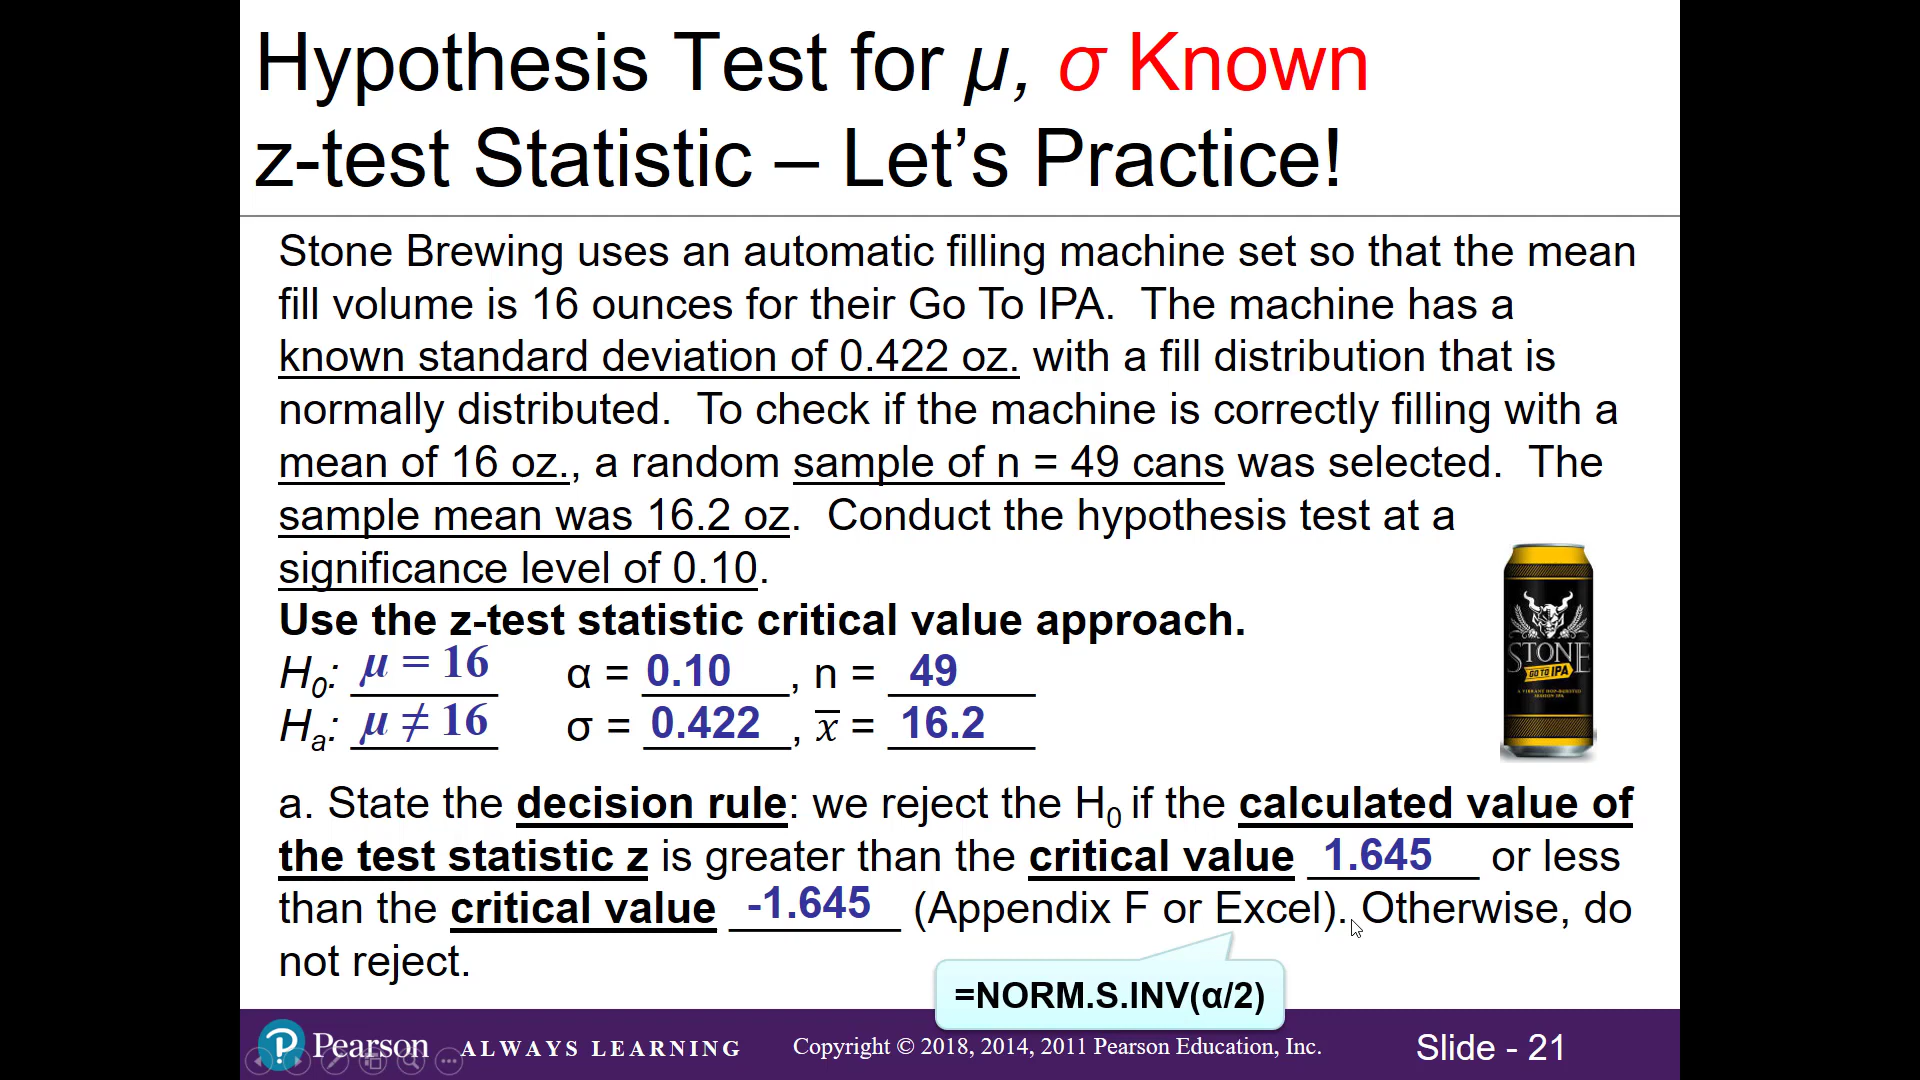 Hypothesis Test for μ, σ Known
z-test Statistic – Let’s Practice!
Stone Brewing uses an automatic filling machine set so that the mean
fill volume is 16 ounces for their Go To IPA.  The machine has a
known standard deviation of 0.422 oz. with a fill distribution that is
normally distributed.  To check if the machine is correctly filling with a
mean of 16 oz., a random sample of n = 49 cans was selected.  The
sample mean was 16.2 oz.  Conduct the hypothesis test at a
significance level of 0.10.
Use the z-test statistic critical value approach.
H₀: μ = 16 α = 0.10, n = 49
Hₐ: μ ≠ 16 σ = 0.422, x̅ = 16.2
STONE
GO TO IPA
A VIBRANT HOP-BURSTED
SESSION IPA
a. State the decision rule: we reject the H₀ if the calculated value of
the test statistic z is greater than the critical value 1.645 or less
than the critical value -1.645 (Appendix F or Excel). Otherwise, do
not reject.
=NORM.S.INV(α/2)
P Pearson ALWAYS LEARNING Copyright © 2018, 2014, 2011 Pearson Education, Inc. Slide - 21